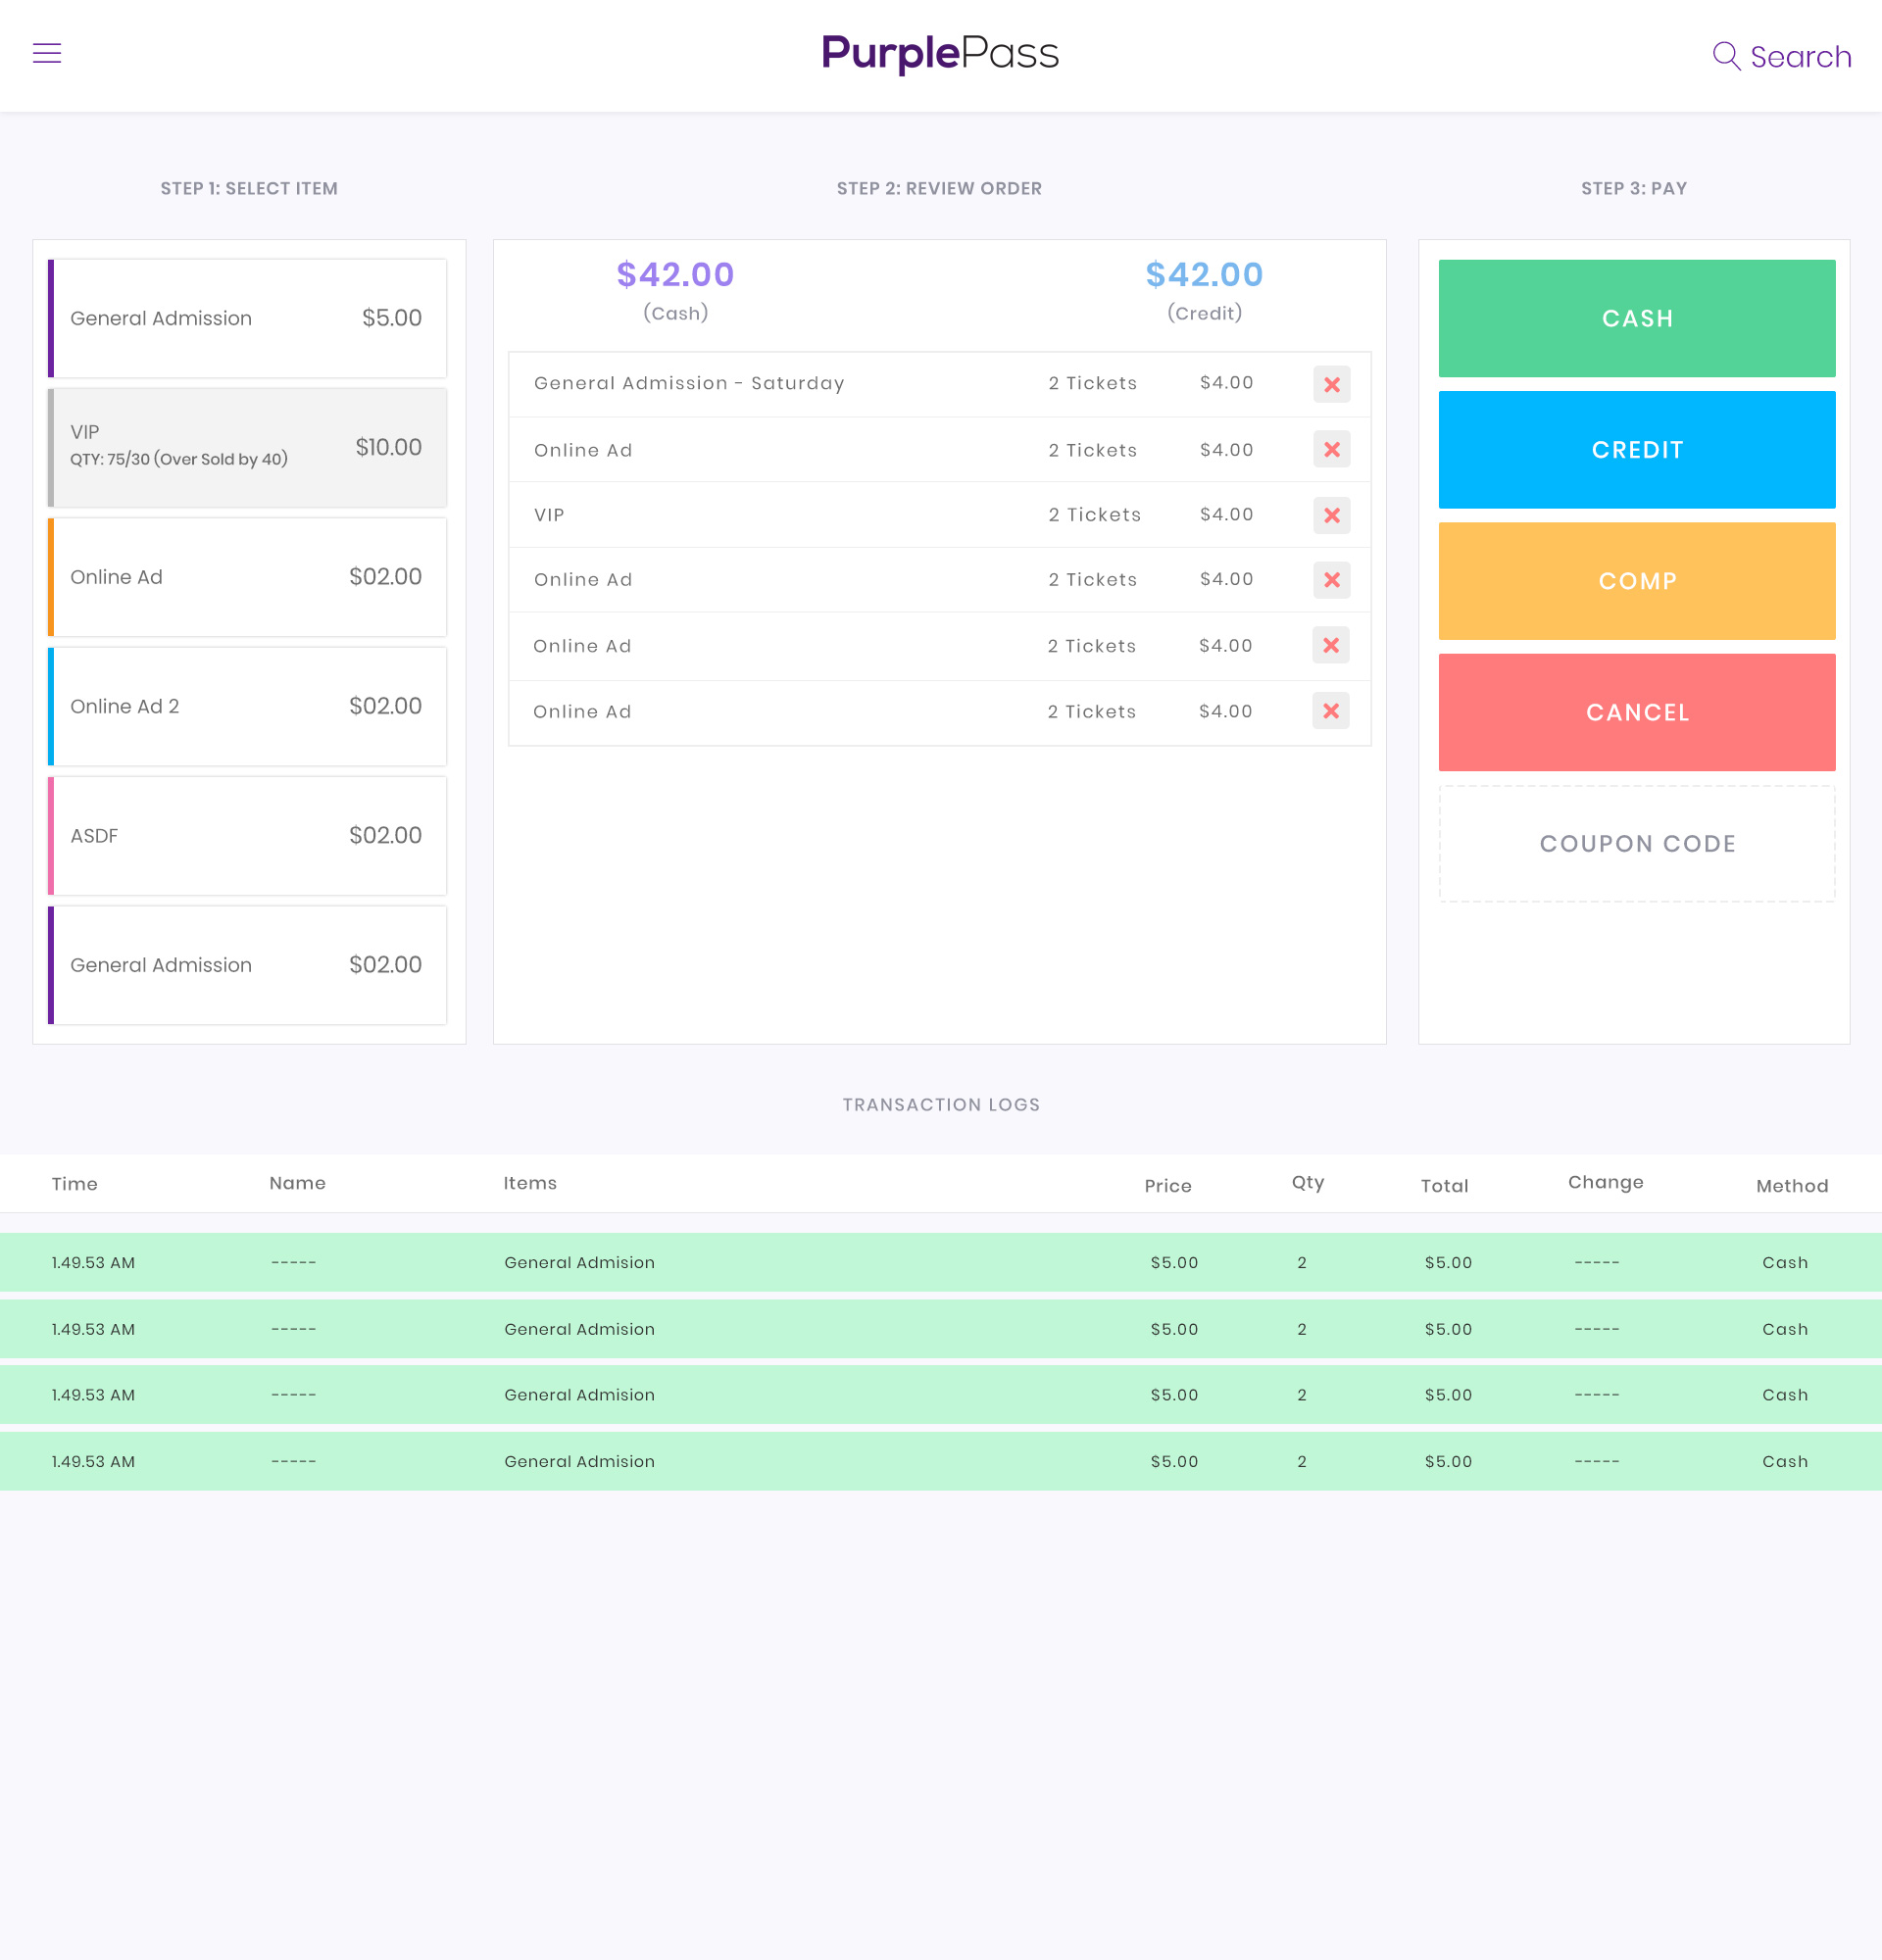 PurplePass
Search
STEP 1: SELECT ITEM
General Admission $5.00
VIP
QTY: 75/30 (Over Sold by 40)
$10.00
Online Ad $02.00
Online Ad 2 $02.00
ASDF $02.00
General Admission $02.00
STEP 2: REVIEW ORDER
$42.00 $42.00
(Cash) (Credit)
General Admission - Saturday 2 Tickets $4.00
Online Ad 2 Tickets $4.00
VIP 2 Tickets $4.00
Online Ad 2 Tickets $4.00
Online Ad 2 Tickets $4.00
Online Ad 2 Tickets $4.00
STEP 3: PAY
CASH
CREDIT
COMP
CANCEL
COUPON CODE
TRANSACTION LOGS
Time Name Items Price Qty Total Change Method
1.49.53 AM ----- General Admision $5.00 2 $5.00 ----- Cash
1.49.53 AM ----- General Admision $5.00 2 $5.00 ----- Cash
1.49.53 AM ----- General Admision $5.00 2 $5.00 ----- Cash
1.49.53 AM ----- General Admision $5.00 2 $5.00 ----- Cash